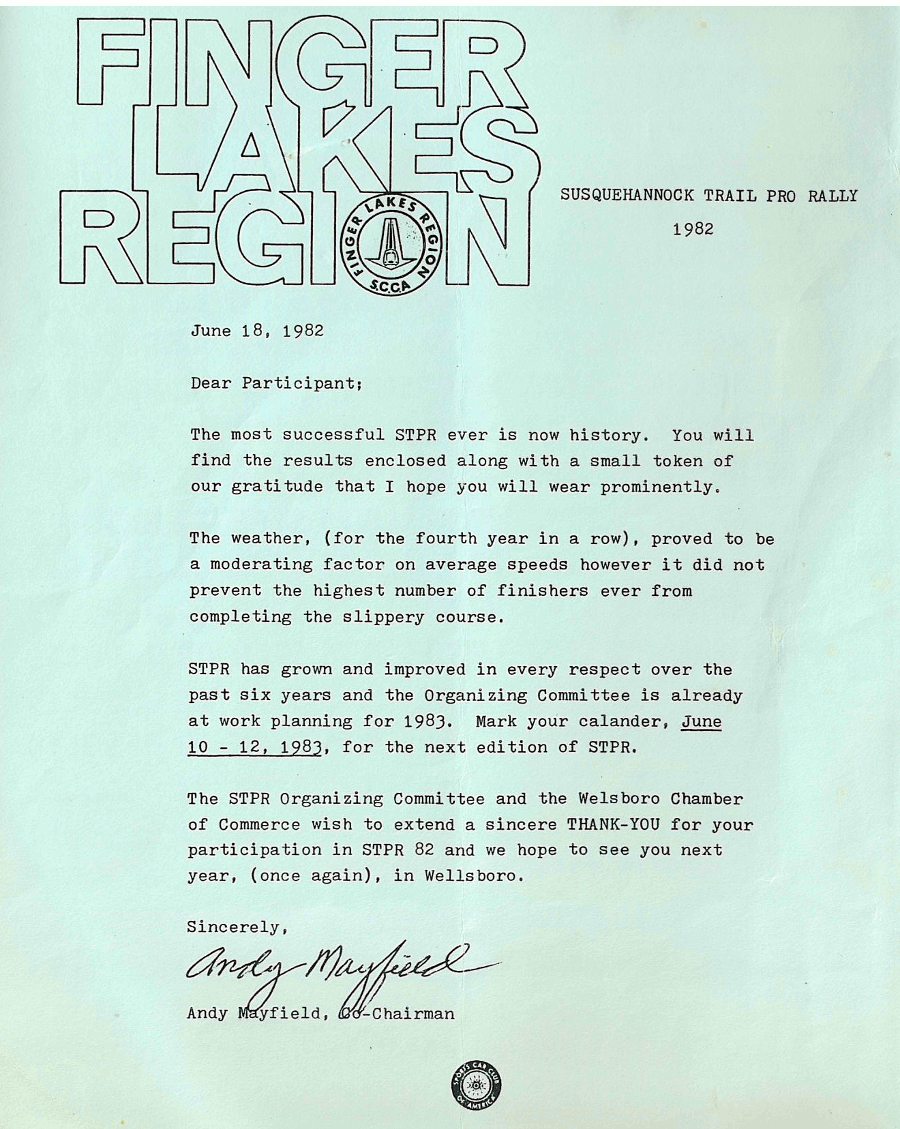 FINGER
LAKES
REGION
FINGER LAKES REGION
S.C.C.A
SUSQUEHANNOCK TRAIL PRO RALLY
1982
June 18, 1982
Dear Participant;
The most successful STPR ever is now history. You will
find the results enclosed along with a small token of
our gratitude that I hope you will wear prominently.
The weather, (for the fourth year in a row), proved to be
a moderating factor on average speeds however it did not
prevent the highest number of finishers ever from
completing the slippery course.
STPR has grown and improved in every respect over the
past six years and the Organizing Committee is already
at work planning for 1983. Mark your calander, June
10 - 12, 1983, for the next edition of STPR.
The STPR Organizing Committee and the Welsboro Chamber
of Commerce wish to extend a sincere THANK-YOU for your
participation in STPR 82 and we hope to see you next
year, (once again), in Wellsboro.
Sincerely,
Andy Mayfield
Andy Mayfield, Co-Chairman
SPORTS CAR CLUB
OF AMERICA